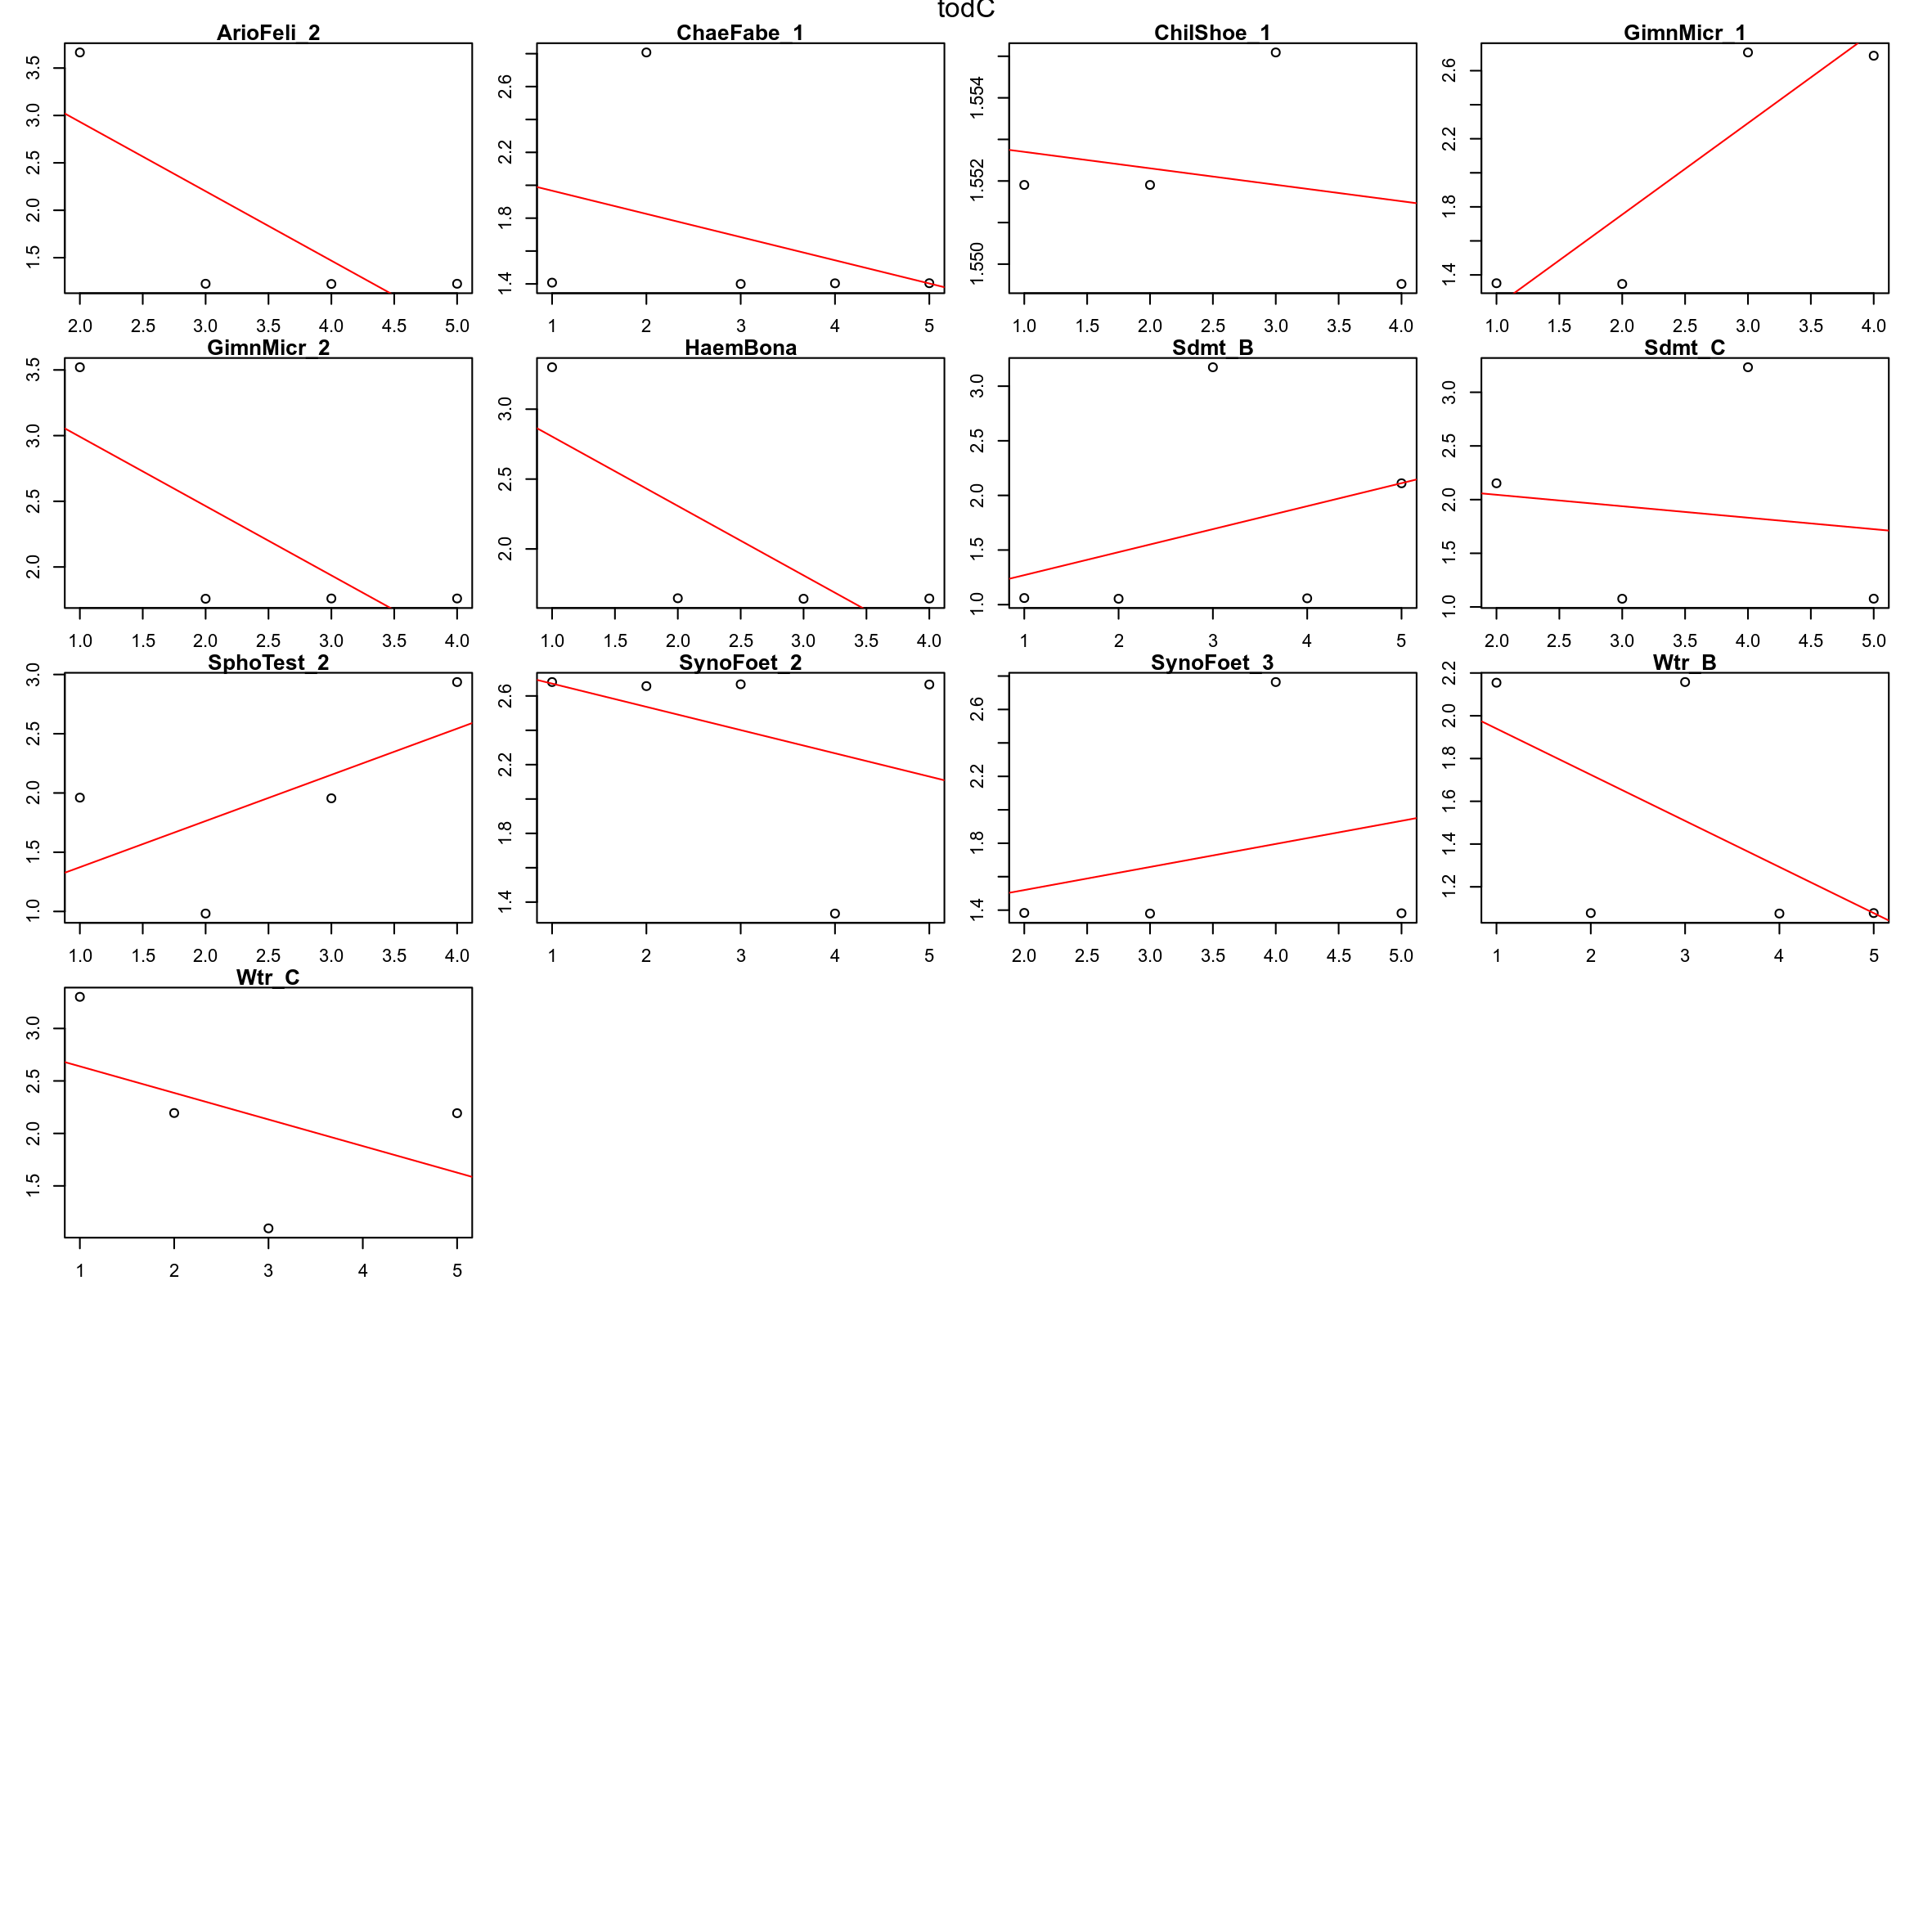 todC
ArioFeli_2 ChaeFabe_1 ChilShoe_1 GimnMicr_1
1.5 2.0 2.5 3.0 3.5
2.0 2.5 3.0 3.5 4.0 4.5 5.0
1.4 1.8 2.2 2.6
1 2 3 4 5
1.550 1.552 1.554
1.0 1.5 2.0 2.5 3.0 3.5 4.0
1.4 1.8 2.2 2.6
1.0 1.5 2.0 2.5 3.0 3.5 4.0
GimnMicr_2 HaemBona Sdmt_B Sdmt_C
2.0 2.5 3.0 3.5
1.0 1.5 2.0 2.5 3.0 3.5 4.0
2.0 2.5 3.0
1.0 1.5 2.0 2.5 3.0 3.5 4.0
1.0 1.5 2.0 2.5 3.0
1 2 3 4 5
1.0 1.5 2.0 2.5 3.0
2.0 2.5 3.0 3.5 4.0 4.5 5.0
SphoTest_2 SynoFoet_2 SynoFoet_3 Wtr_B
1.0 1.5 2.0 2.5 3.0
1.0 1.5 2.0 2.5 3.0 3.5 4.0
1.4 1.8 2.2 2.6
1 2 3 4 5
1.4 1.8 2.2 2.6
2.0 2.5 3.0 3.5 4.0 4.5 5.0
1.2 1.4 1.6 1.8 2.0 2.2
1 2 3 4 5
Wtr_C
1.5 2.0 2.5 3.0
1 2 3 4 5